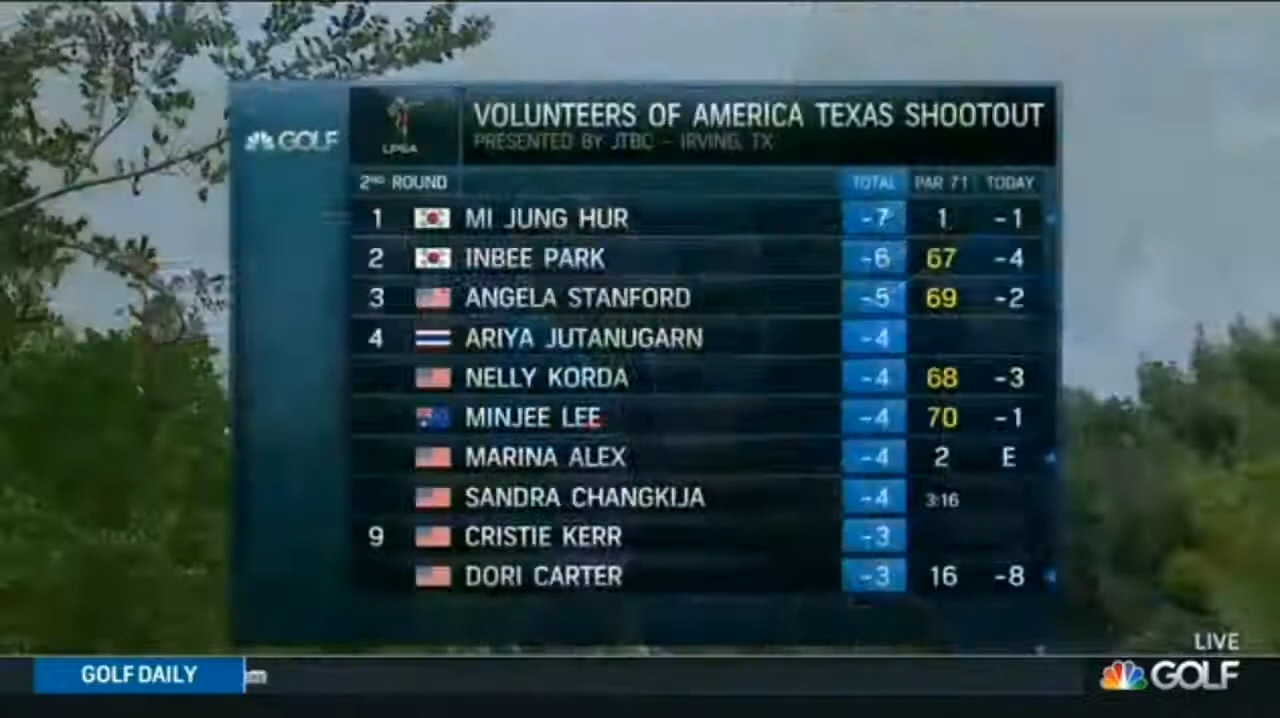 GOLF
LPGA
VOLUNTEERS OF AMERICA TEXAS SHOOTOUT
PRESENTED BY JTBC - IRVING, TX
2ND ROUND TOTAL PAR 71 TODAY
1 MI JUNG HUR -7 1 -1
2 INBEE PARK -6 67 -4
3 ANGELA STANFORD -5 69 -2
4 ARIYA JUTANUGARN -4
NELLY KORDA -4 68 -3
MINJEE LEE -4 70 -1
MARINA ALEX -4 2 E
SANDRA CHANGKIJA -4 3:16
9 CRISTIE KERR -3
DORI CARTER -3 16 -8
LIVE
GOLF DAILY
GOLF